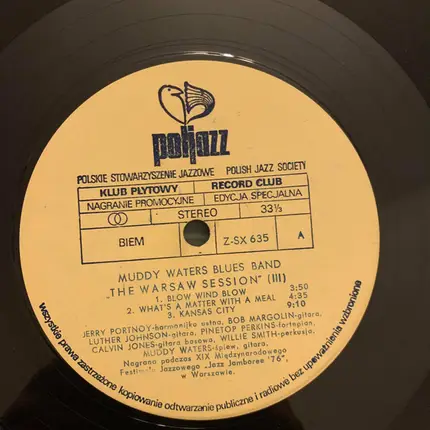 poljazz
POLSKIE STOWARZYSZENIE JAZZOWE POLISH JAZZ SOCIETY
KLUB PŁYTOWY RECORD CLUB
NAGRANIE PROMOCYJNE EDYCJA SPECJALNA
STEREO 33⅓
BIEM Z-SX 635 A
MUDDY WATERS BLUES BAND
„THE WARSAW SESSION" (III)
1. BLOW WIND BLOW 3:50
2. WHAT'S A MATTER WITH A MEAL 4:35
3. KANSAS CITY 9:10
JERRY PORTNOY-harmonijka ustna, BOB MARGOLIN-gitara,
LUTHER JOHNSON-gitara, PINETOP PERKINS-fortepian,
CALVIN JONES-gitara basowa, WILLIE SMITH-perkusja,
MUDDY WATERS-śpiew, gitara.
Nagrano podczas XIX Międzynarodowego
Festiwalu Jazzowego „Jazz Jamboree '76"
w Warszawie.
Wszystkie prawa zastrzeżone kopiowanie odtwarzanie publiczne i radiowe bez upoważnienia wzbronione